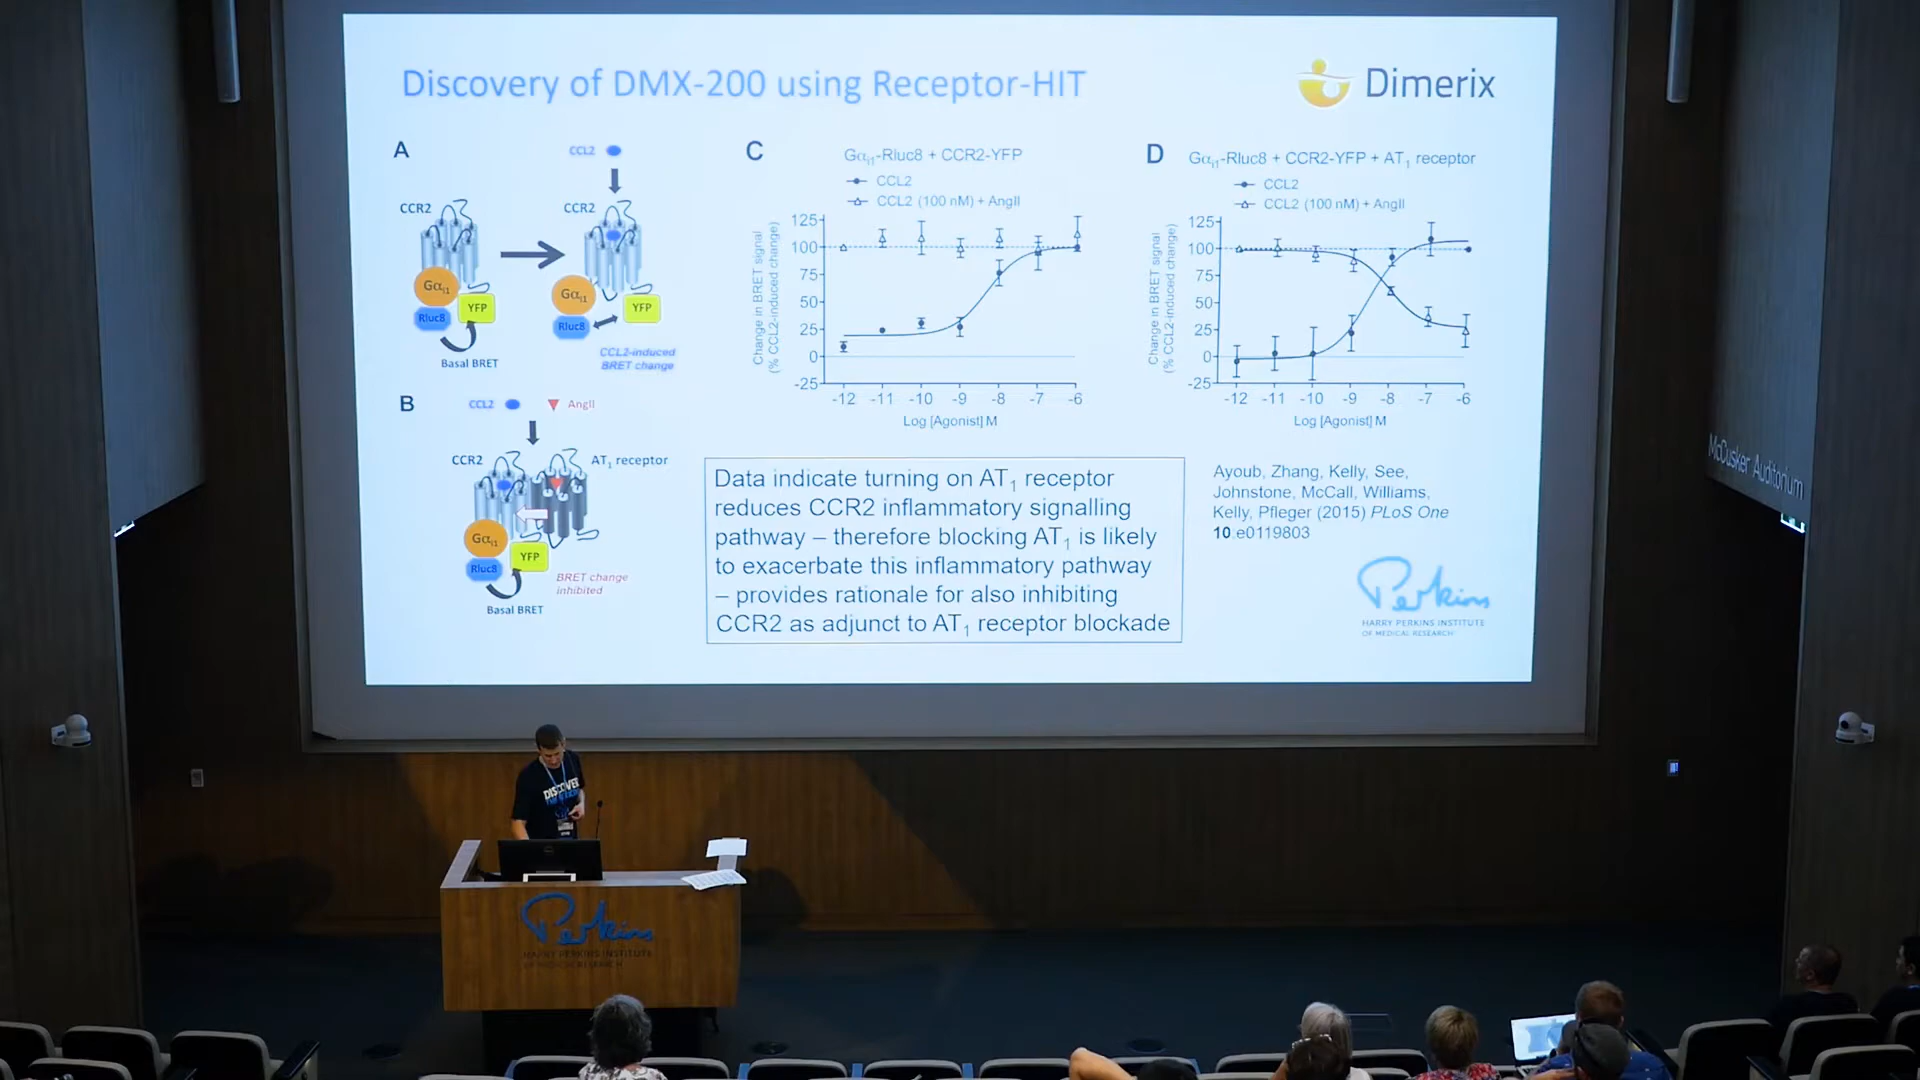 Discovery of DMX-200 using Receptor-HIT
Dimerix
A
CCL2
CCR2
CCR2
Gαi1
Rluc8
YFP
Basal BRET
Gαi1
Rluc8
YFP
CCL2-induced
BRET change
B
CCL2
AngII
CCR2
AT1 receptor
Gαi1
Rluc8
YFP
Basal BRET
BRET change
inhibited
C
Gαi1-Rluc8 + CCR2-YFP
CCL2
CCL2 (100 nM) + AngII
Change in BRET signal
(% CCL2-induced change)
125
100
75
50
25
0
-25
-12 -11 -10 -9 -8 -7 -6
Log [Agonist] M
D
Gαi1-Rluc8 + CCR2-YFP + AT1 receptor
CCL2
CCL2 (100 nM) + AngII
Change in BRET signal
(% CCL2-induced change)
125
100
75
50
25
0
-25
-12 -11 -10 -9 -8 -7 -6
Log [Agonist] M
Data indicate turning on AT1 receptor
reduces CCR2 inflammatory signalling
pathway – therefore blocking AT1 is likely
to exacerbate this inflammatory pathway
– provides rationale for also inhibiting
CCR2 as adjunct to AT1 receptor blockade
Ayoub, Zhang, Kelly, See,
Johnstone, McCall, Williams,
Kelly, Pfleger (2015) PLoS One
10:e0119803
Perkins
HARRY PERKINS INSTITUTE
OF MEDICAL RESEARCH
McCusker Auditorium
DISCOVER
Perkins
HARRY PERKINS INSTITUTE
OF MEDICAL RESEARCH